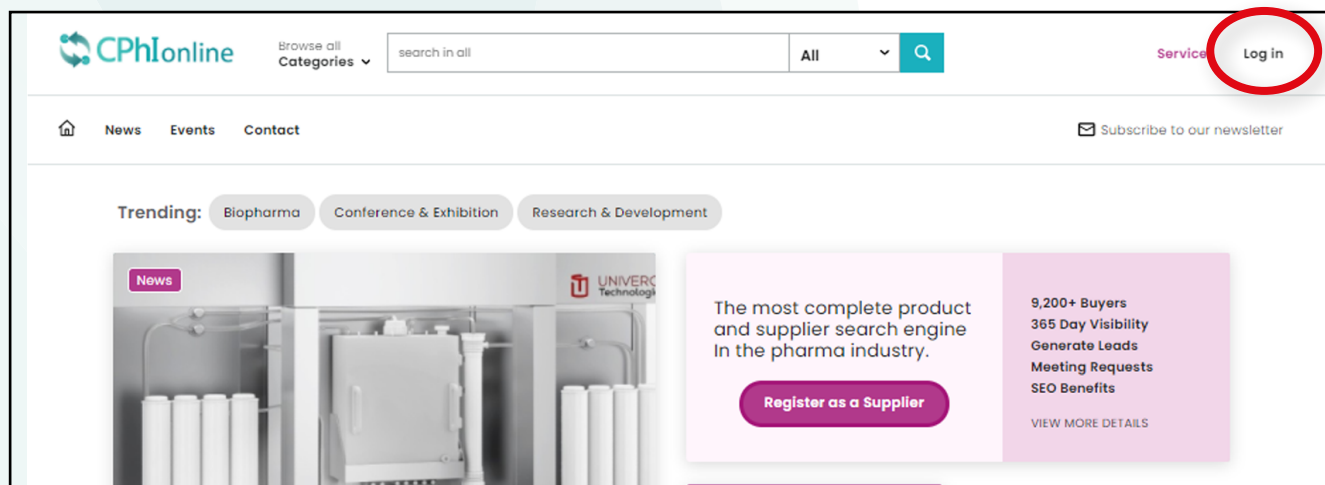 CPhIonline
Browse all
Categories
search in all
All
Service
Log in
News
Events
Contact
Subscribe to our newsletter
Trending:
Biopharma
Conference & Exhibition
Research & Development
News
The most complete product
and supplier search engine
In the pharma industry.
Register as a Supplier
9,200+ Buyers
365 Day Visibility
Generate Leads
Meeting Requests
SEO Benefits
VIEW MORE DETAILS